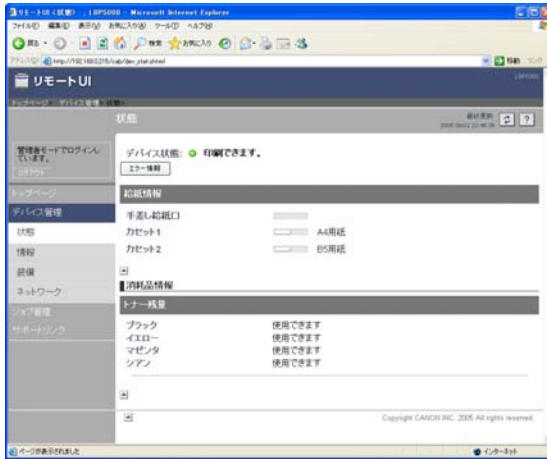 リモートUI <状態> : : LBP5000 - Microsoft Internet Explorer
ファイル(F) 編集(E) 表示(V) お気に入り(A) ツール(T) ヘルプ(H)
戻る 検索 お気に入り
アドレス(D) 移動 リンク
リモートUI
LBP5000
トップページ: デバイス管理: 状態:
状態
最終更新
管理者モードでログインしています。
ログアウト
デバイス状態: 印刷できます。
エラー情報
トップページ
給紙情報
デバイス管理
手差し給紙口
状態
カセット1 A4用紙
情報
カセット2 B5用紙
装備
消耗品情報
ネットワーク
トナー残量
ジョブ管理
サポートリンク
ブラック 使用できます
イエロー 使用できます
マゼンタ 使用できます
シアン 使用できます
Copyright CANON INC. 2005 All rights reserved.
ページが表示されました
インターネット